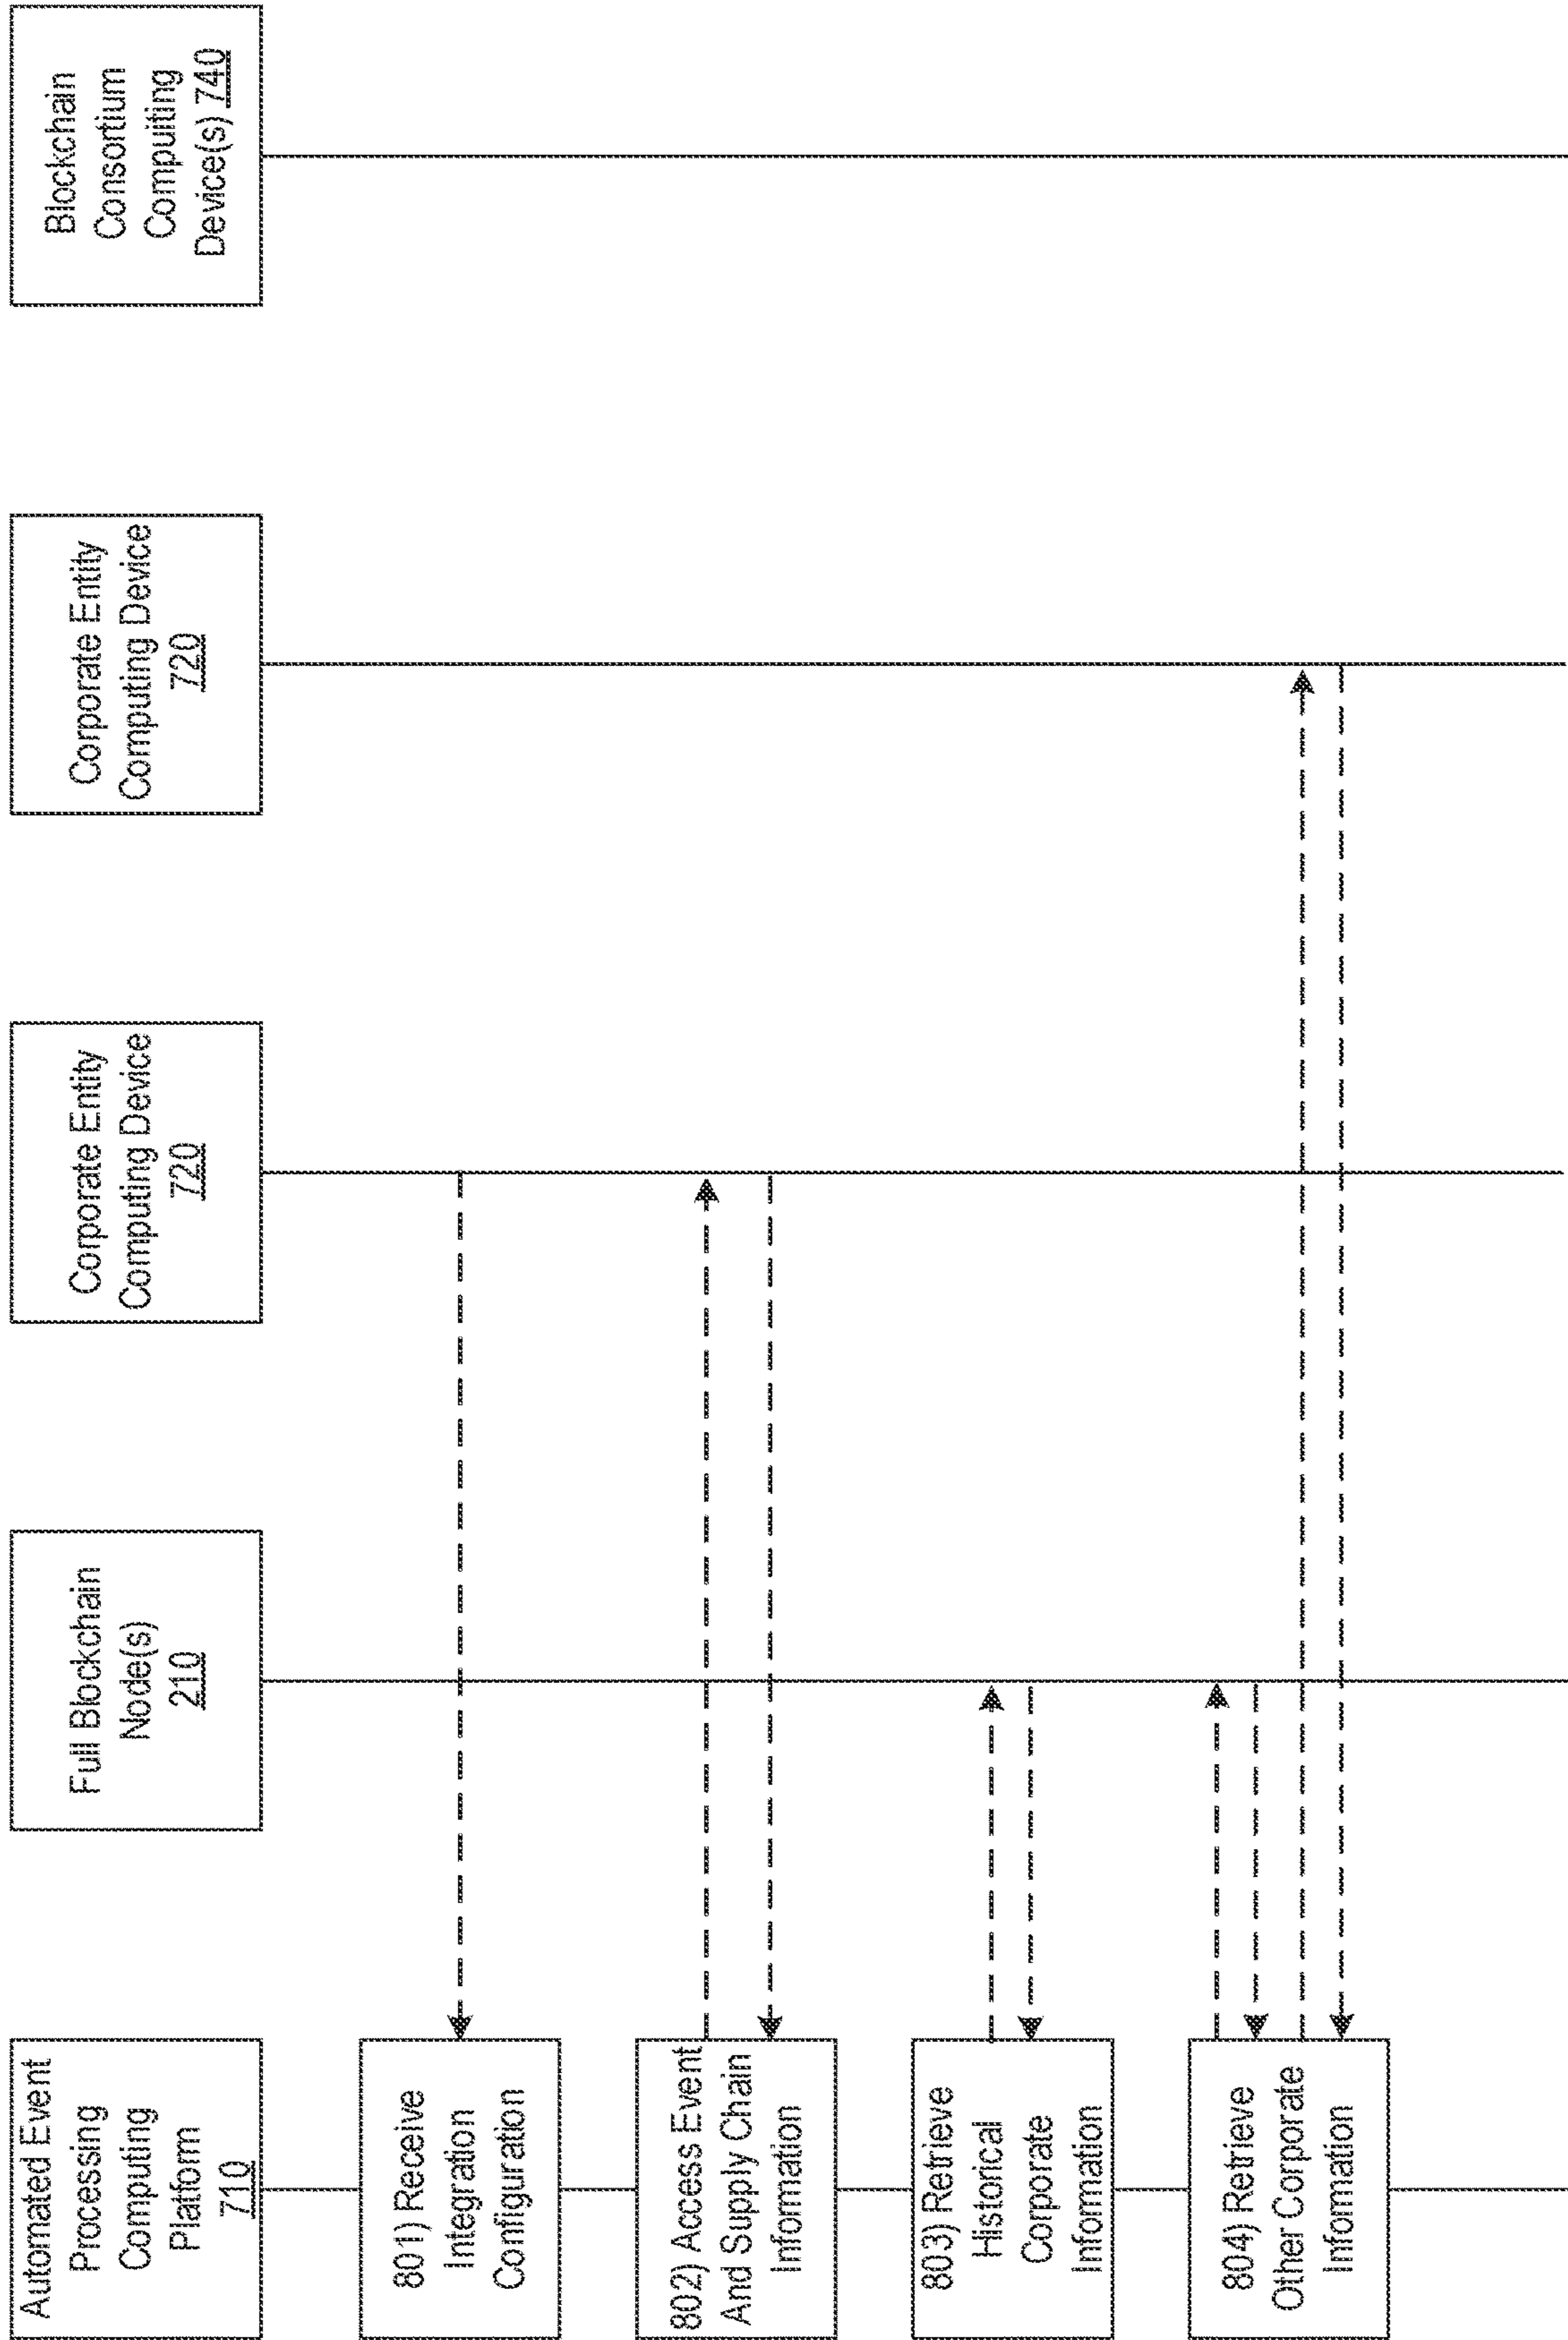 Automated Event
Processing
Computing
Platform
710
Full Blockchain
Node(s)
210
Corporate Entity
Computing Device
720
Corporate Entity
Computing Device
720
Blockchain
Consortium
Compuiting
Device(s) 740
801) Receive
Integration
Configuration
802) Access Event
And Supply Chain
Information
803) Retrieve
Historical
Corporate
Information
804) Retrieve
Other Corporate
Information